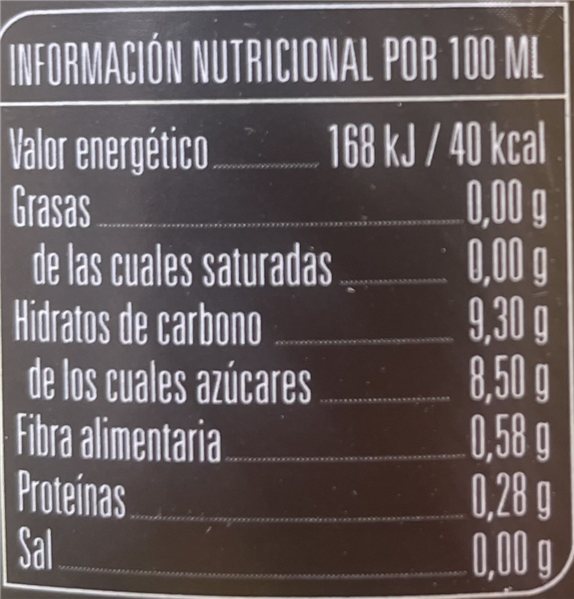 INFORMACIÓN NUTRICIONAL POR 100 ML
Valor energético 168 kJ / 40 kcal
Grasas 0,00 g
de las cuales saturadas 0,00 g
Hidratos de carbono 9,30 g
de los cuales azúcares 8,50 g
Fibra alimentaria 0,58 g
Proteínas 0,28 g
Sal 0,00 g